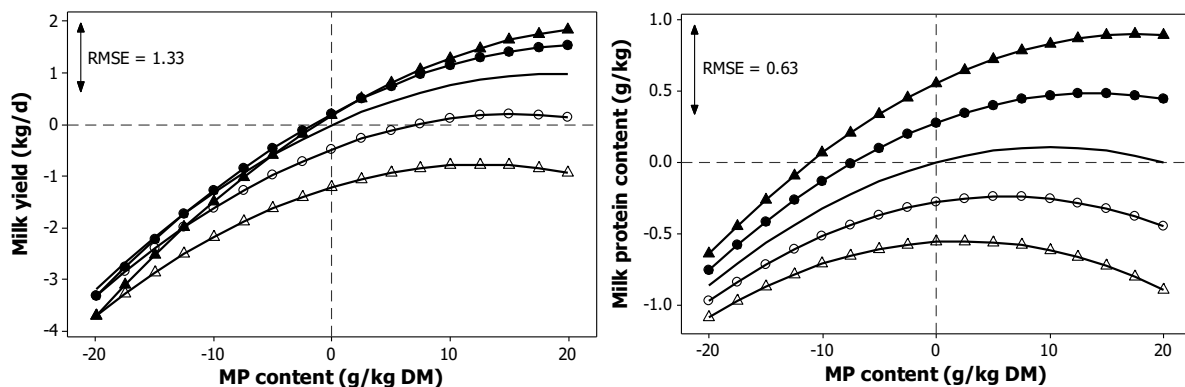 2
1
0
-1
-2
-3
-4
RMSE = 1.33
Milk yield (kg/d)
-20 -10 0 10 20
MP content (g/kg DM)
1.0
0.5
0.0
-0.5
-1.0
RMSE = 0.63
Milk protein content (g/kg)
-20 -10 0 10 20
MP content (g/kg DM)